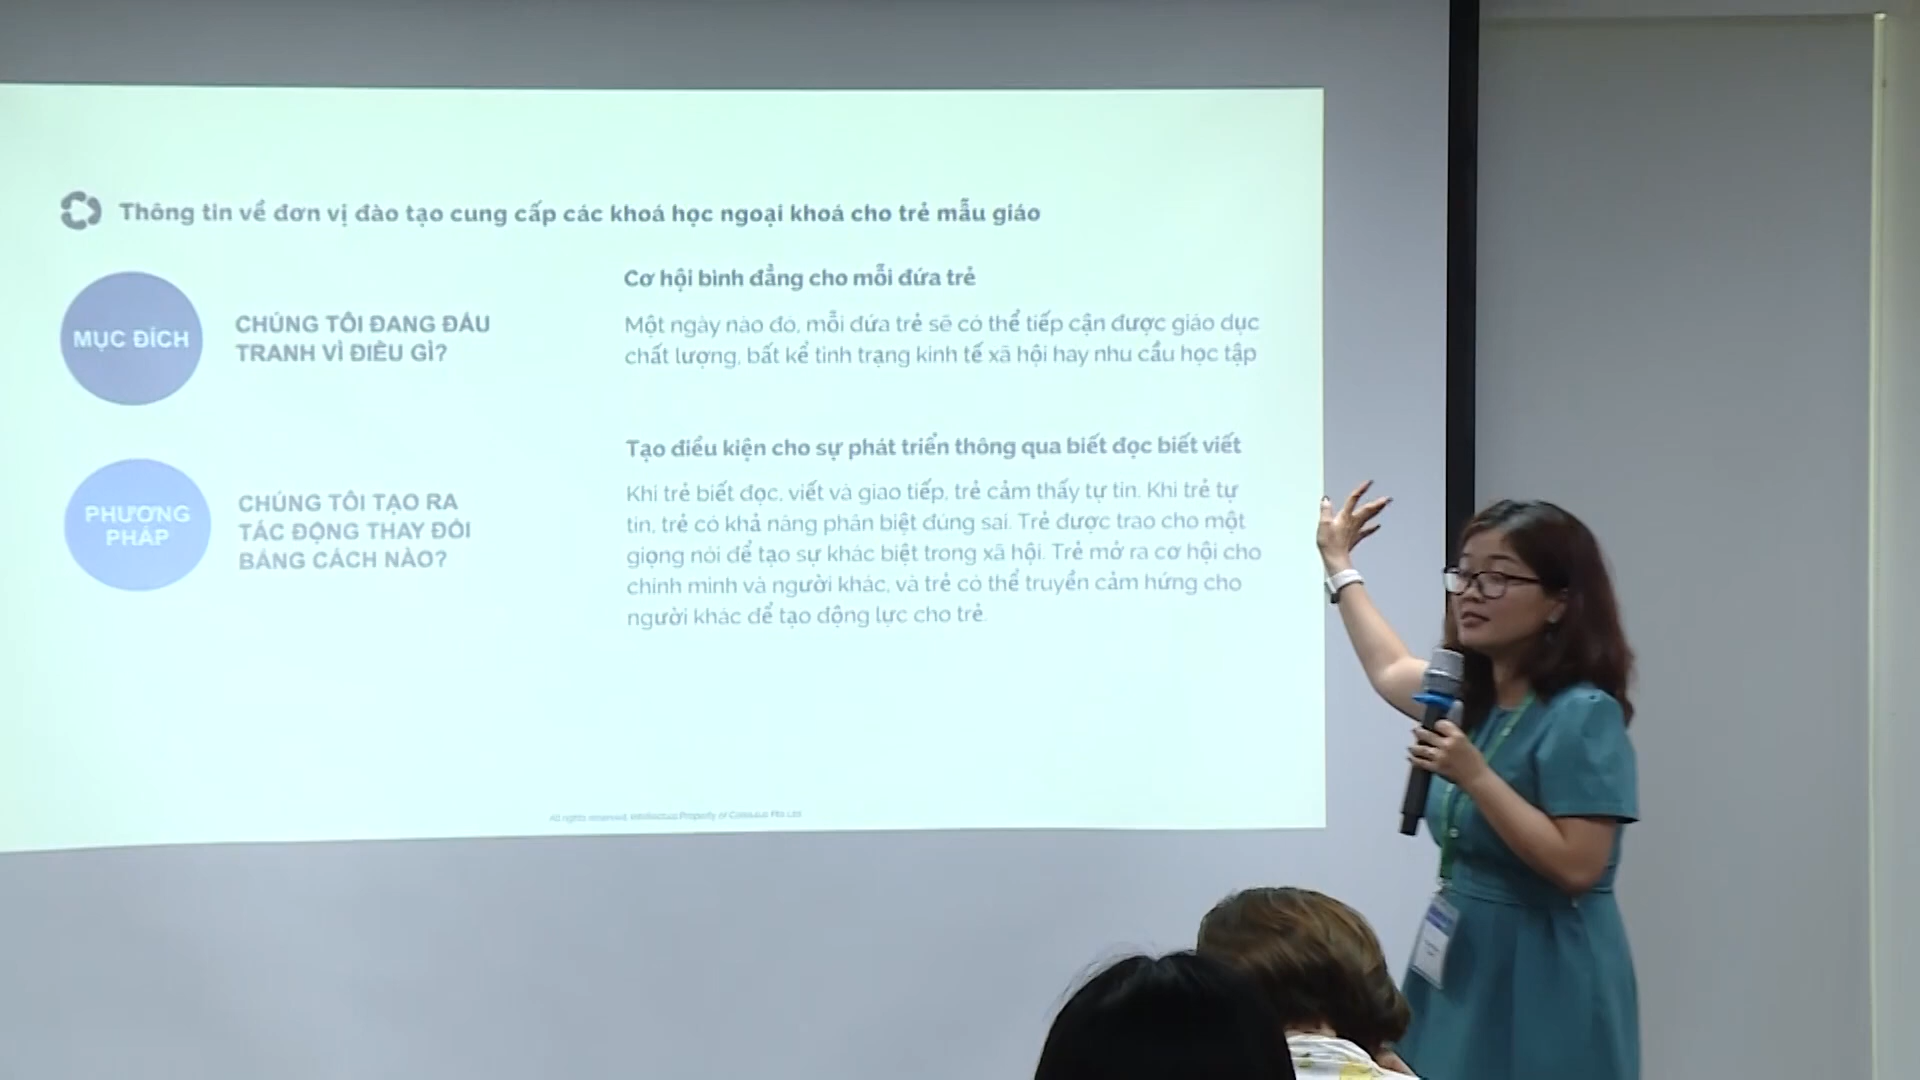 Thông tin về đơn vị đào tạo cung cấp các khoá học ngoại khoá cho trẻ mẫu giáo
MỤC ĐÍCH
CHÚNG TÔI ĐANG ĐẤU
TRANH VÌ ĐIỀU GÌ?
Cơ hội bình đẳng cho mỗi đứa trẻ
Một ngày nào đó, mỗi đứa trẻ sẽ có thể tiếp cận được giáo dục
chất lượng, bất kể tình trạng kinh tế xã hội hay nhu cầu học tập
PHƯƠNG
PHÁP
CHÚNG TÔI TẠO RA
TÁC ĐỘNG THAY ĐỔI
BẰNG CÁCH NÀO?
Tạo điều kiện cho sự phát triển thông qua biết đọc biết viết
Khi trẻ biết đọc, viết và giao tiếp, trẻ cảm thấy tự tin. Khi trẻ tự
tin, trẻ có khả năng phân biệt đúng sai. Trẻ được trao cho một
giọng nói để tạo sự khác biệt trong xã hội. Trẻ mở ra cơ hội cho
chính mình và người khác, và trẻ có thể truyền cảm hứng cho
người khác để tạo động lực cho trẻ.
All rights reserved, Intellectual Property of